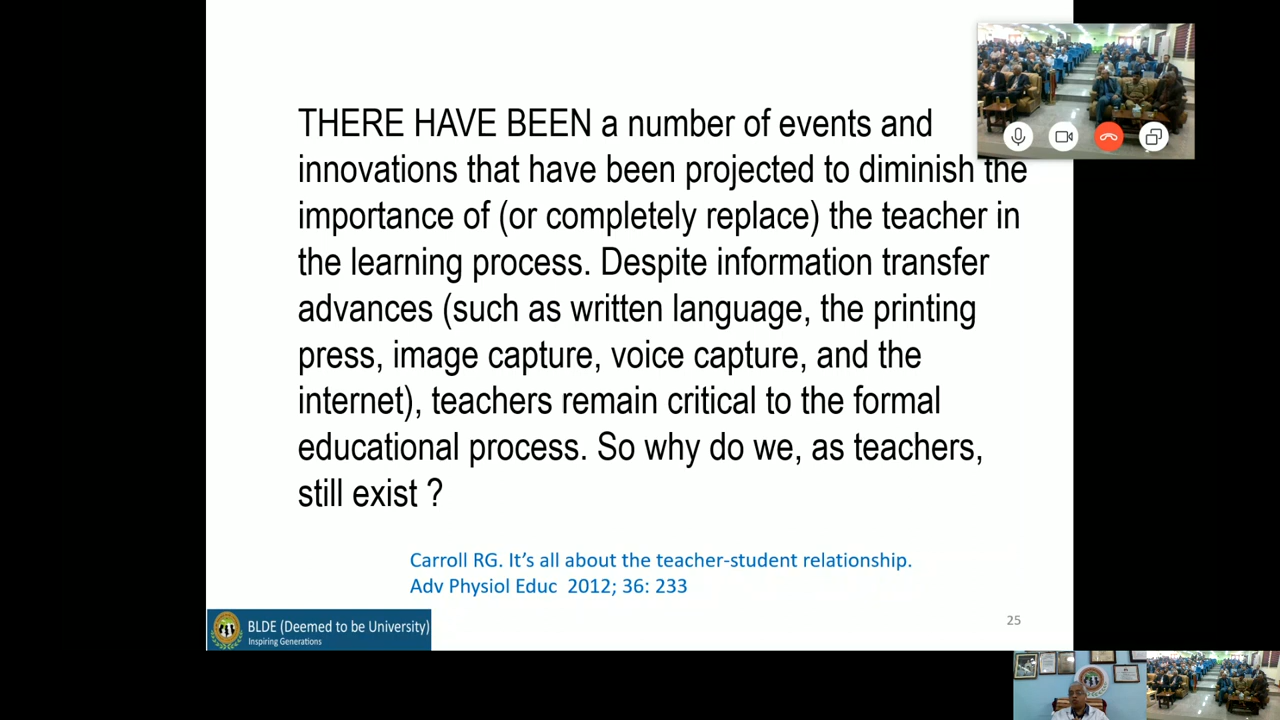 THERE HAVE BEEN a number of events and
innovations that have been projected to diminish the
importance of (or completely replace) the teacher in
the learning process. Despite information transfer
advances (such as written language, the printing
press, image capture, voice capture, and the
internet), teachers remain critical to the formal
educational process. So why do we, as teachers,
still exist ?
Carroll RG. It's all about the teacher-student relationship.
Adv Physiol Educ 2012; 36: 233
BLDE (Deemed to be University)
Inspiring Generations
25